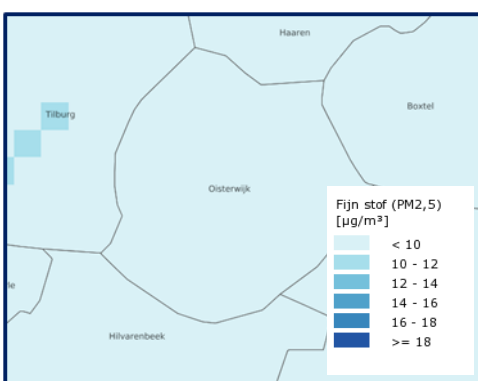 Haaren
Boxtel
Tilburg
Oisterwijk
le
Hilvarenbeek
Fijn stof (PM2,5)
[µg/m³]
< 10
10 - 12
12 - 14
14 - 16
16 - 18
>= 18